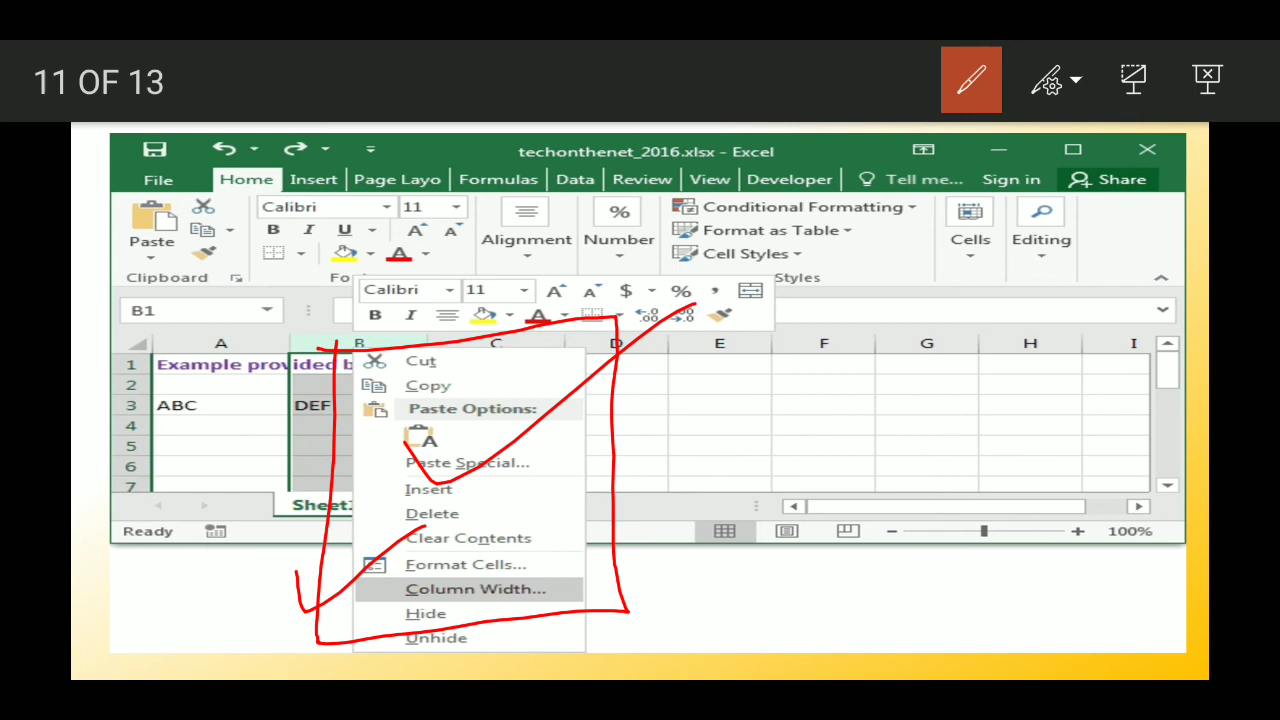 11 OF 13
techonthenet_2016.xlsx - Excel
File Home Insert Page Layo Formulas Data Review View Developer Tell me... Sign in Share
Calibri 11 % Conditional Formatting
Paste B I U A A Alignment Number Format as Table Cells Editing
A Cell Styles
Clipboard Fo Styles
Calibri 11 A A $ % ,
B1 B I A .00 .00
A B C D E F G H I
1 Example provided b
Cut
2 Copy
3 ABC DEF Paste Options:
4
A
5
6 Paste Special...
7 Insert
Sheet1 Delete
Ready Clear Contents 100%
Format Cells...
Column Width...
Hide
Unhide